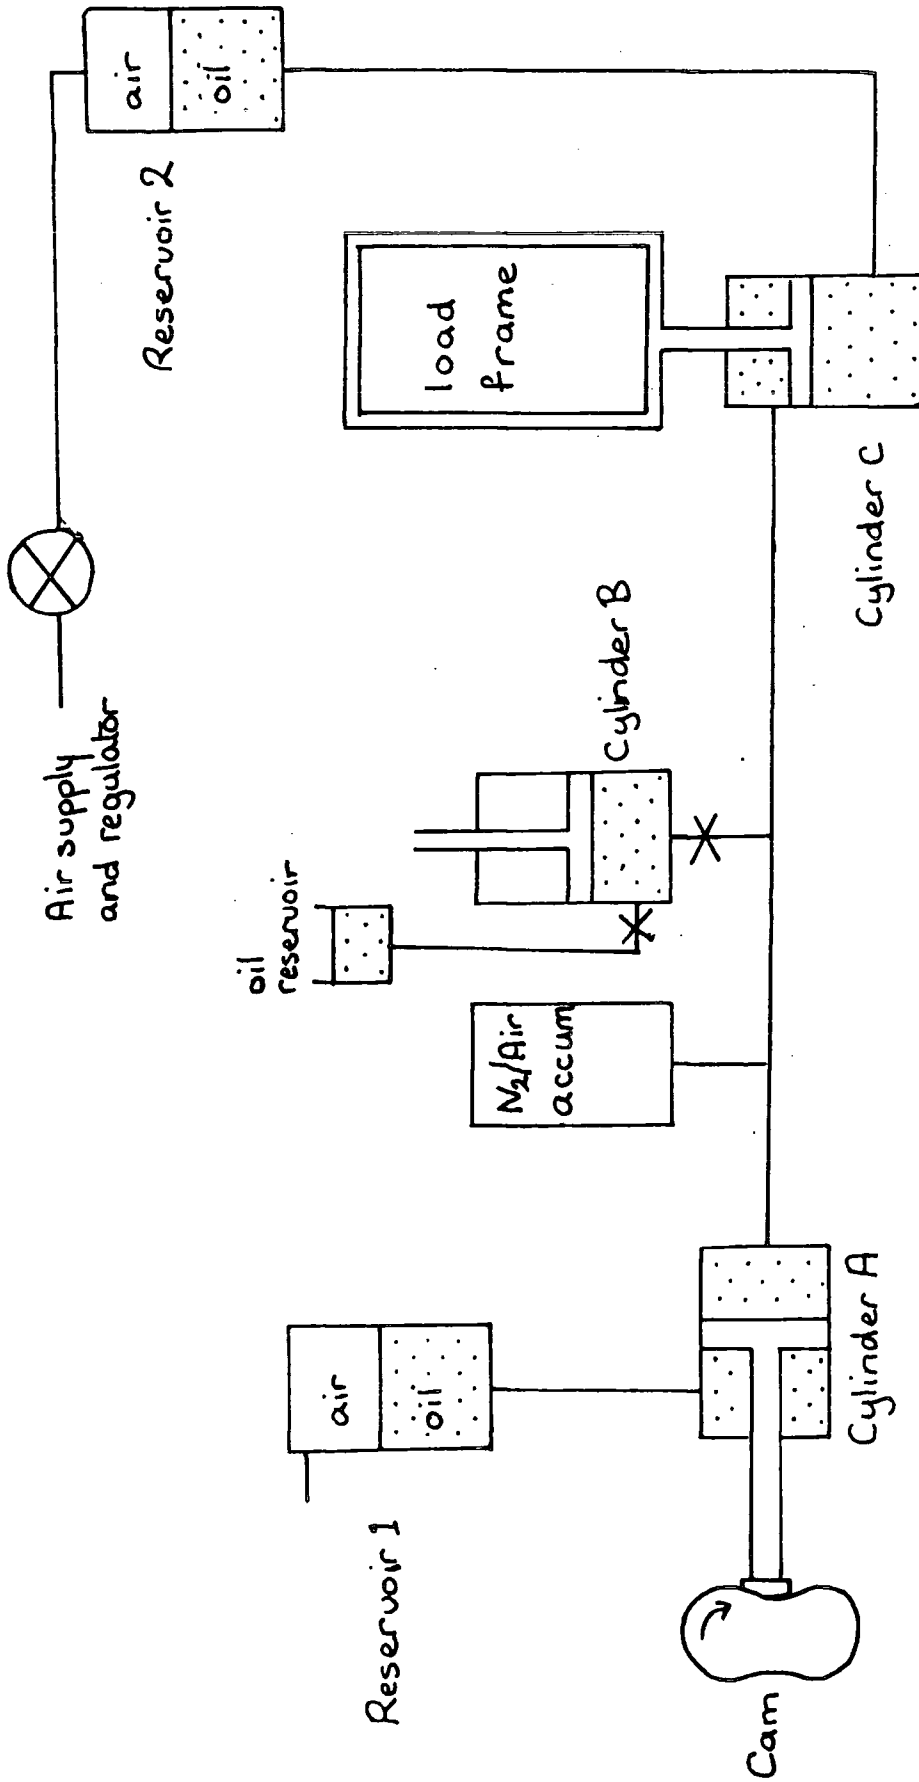 Air supply
and regulator
air
oil
Reservoir 2
load
frame
oil
reservoir
Cylinder B
N₂/Air
accum
Cylinder C
air
oil
Reservoir 1
Cylinder A
Cam